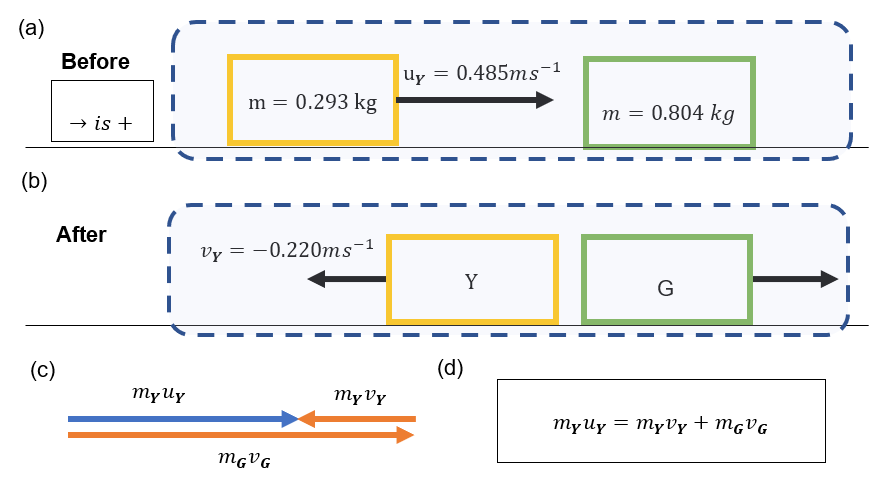 (a)
Before
→ is +
m = 0.293 kg
u_Y = 0.485ms⁻¹
m = 0.804 kg
(b)
After
v_Y = −0.220ms⁻¹
Y
G
(c)
m_Y u_Y
m_Y v_Y
m_G v_G
(d)
m_Y u_Y = m_Y v_Y + m_G v_G